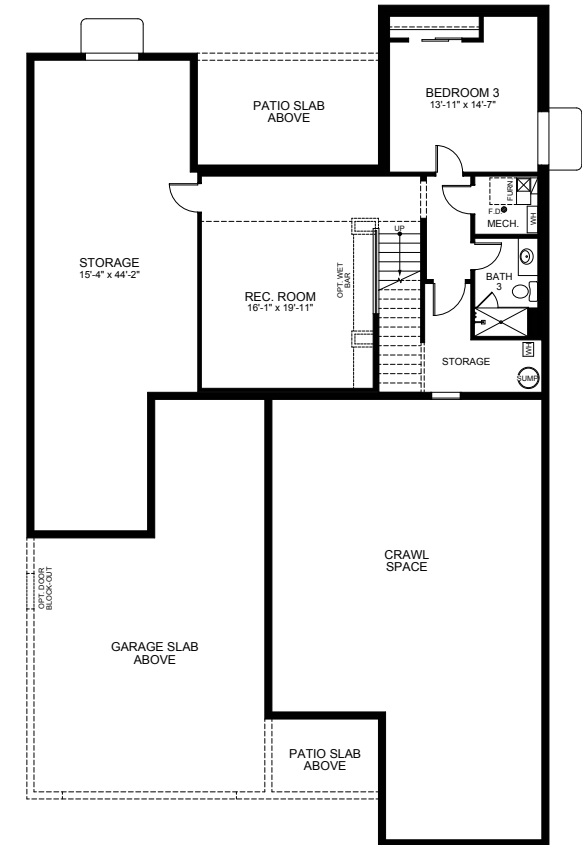 BEDROOM 3
13'-11" x 14'-7"
PATIO SLAB
ABOVE
FURN
F.D.
WH
MECH.
UP
STORAGE
15'-4" x 44'-2"
BATH
3
OPT. WET
BAR
REC. ROOM
16'-1" x 19'-11"
STORAGE
WH
SUMP
CRAWL
SPACE
OPT. DOOR
BLOCK-OUT
GARAGE SLAB
ABOVE
PATIO SLAB
ABOVE